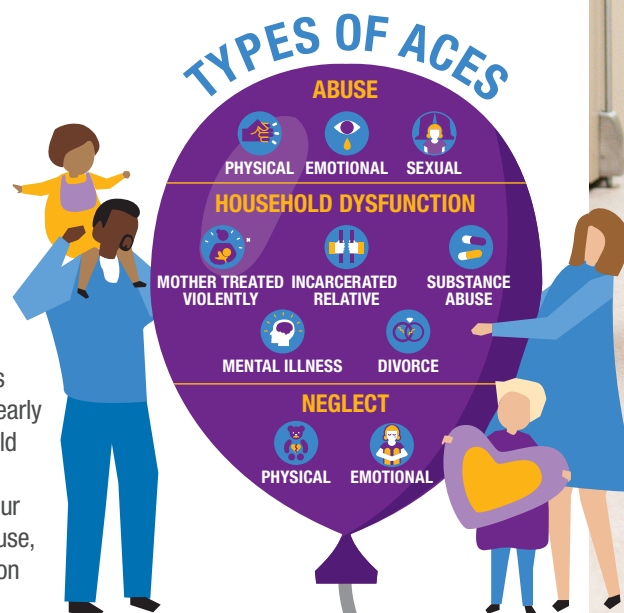 TYPES OF ACES
ABUSE
PHYSICAL EMOTIONAL SEXUAL
HOUSEHOLD DYSFUNCTION
MOTHER TREATED VIOLENTLY
INCARCERATED RELATIVE
SUBSTANCE ABUSE
MENTAL ILLNESS DIVORCE
NEGLECT
PHYSICAL EMOTIONAL
early